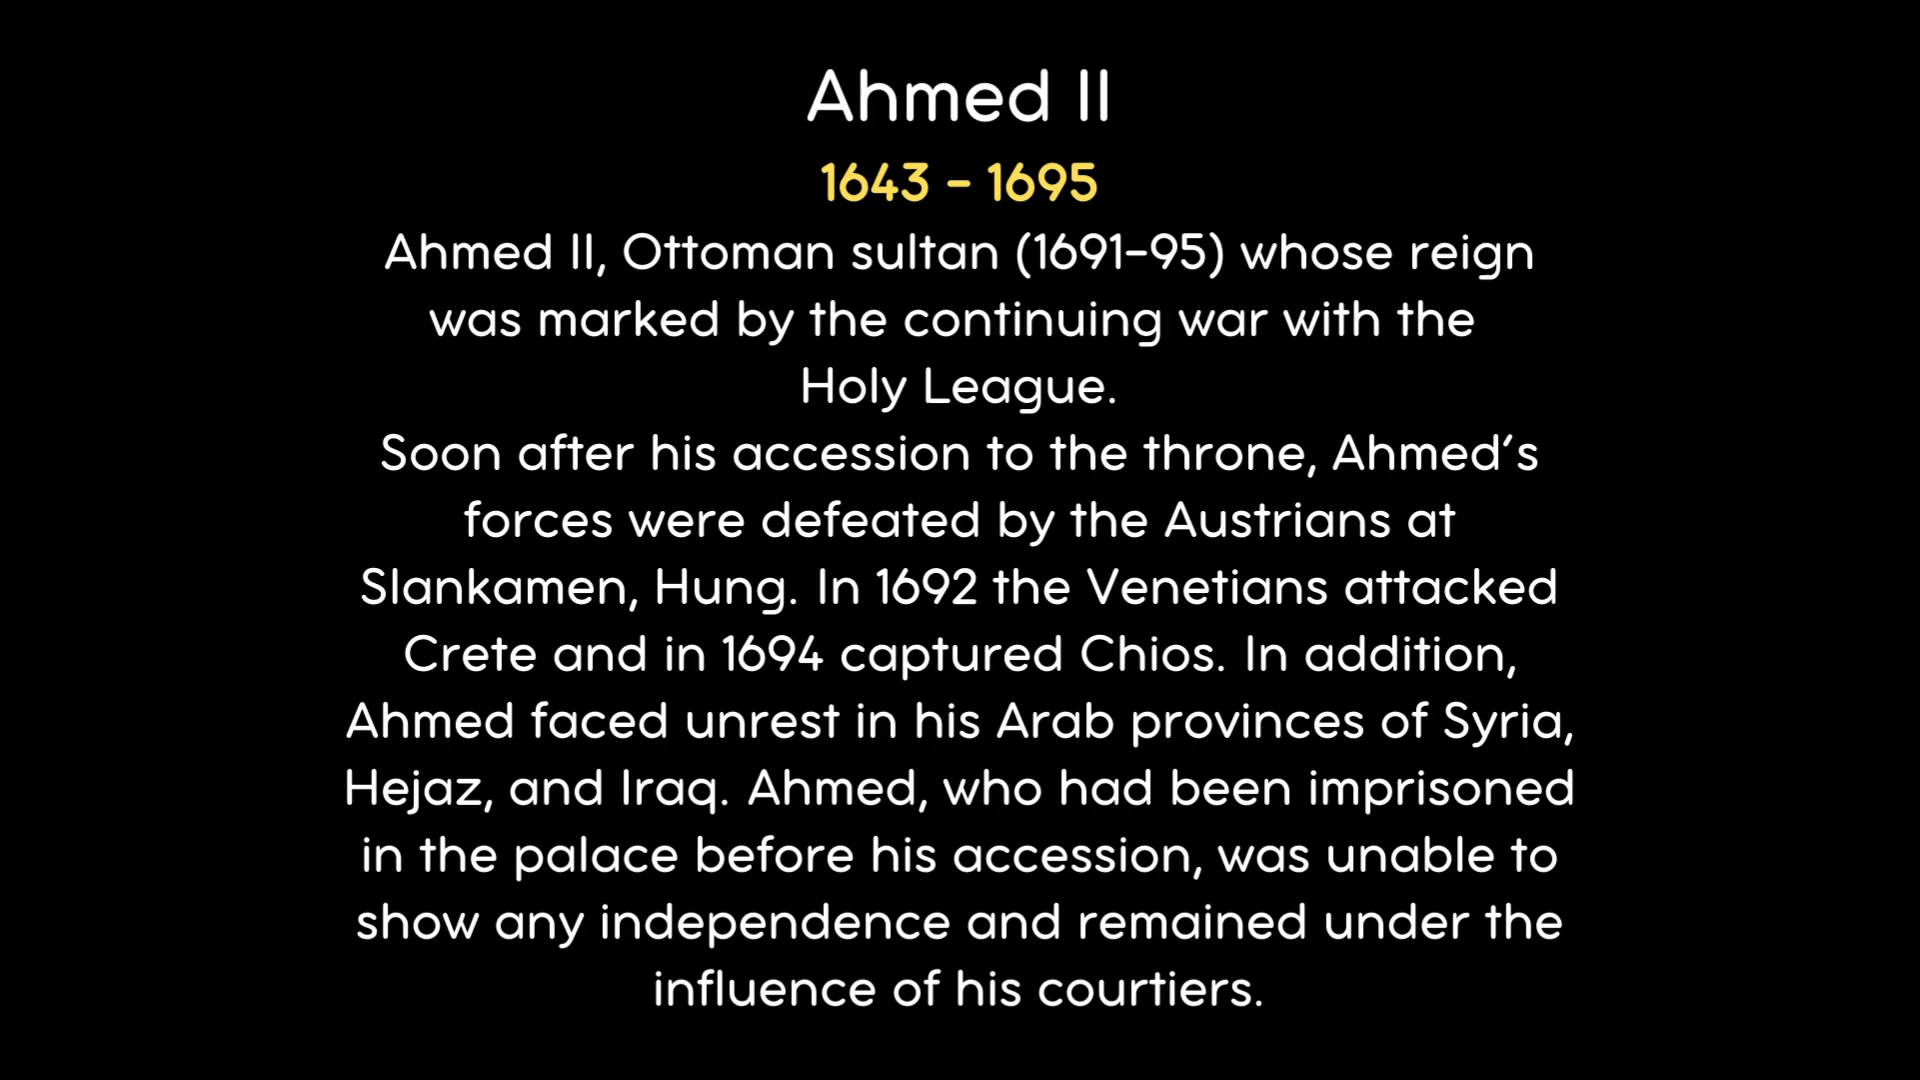 Ahmed II
1643 - 1695
Ahmed II, Ottoman sultan (1691–95) whose reign
was marked by the continuing war with the
Holy League.
Soon after his accession to the throne, Ahmed’s
forces were defeated by the Austrians at
Slankamen, Hung. In 1692 the Venetians attacked
Crete and in 1694 captured Chios. In addition,
Ahmed faced unrest in his Arab provinces of Syria,
Hejaz, and Iraq. Ahmed, who had been imprisoned
in the palace before his accession, was unable to
show any independence and remained under the
influence of his courtiers.